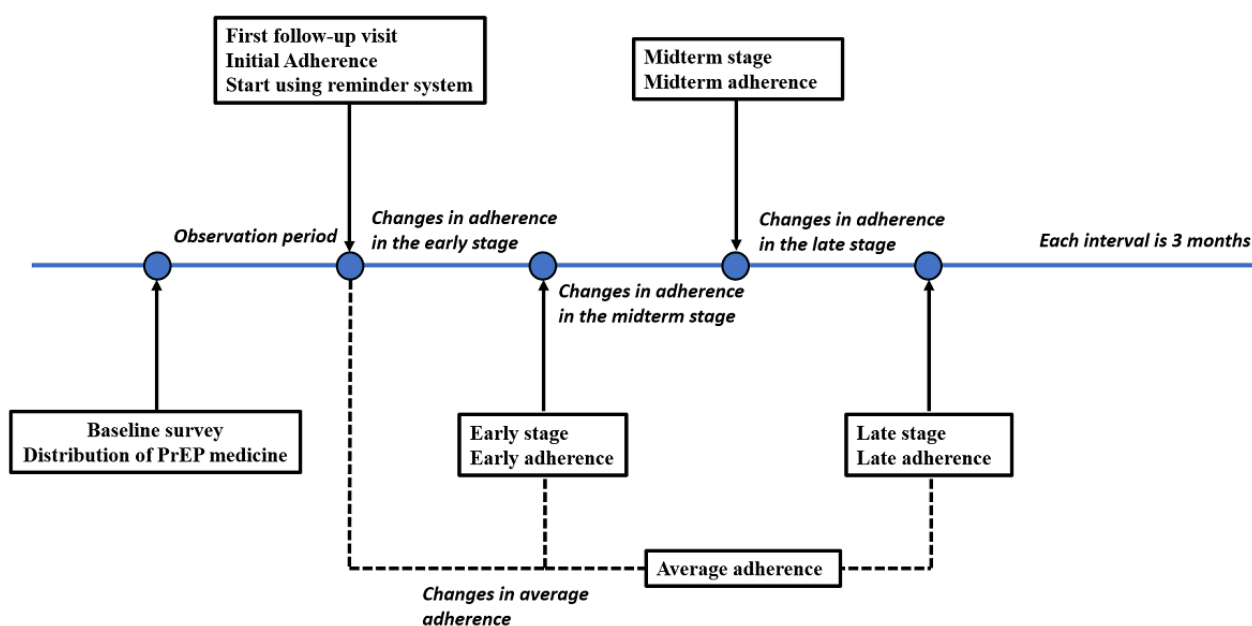 First follow-up visit
Initial Adherence
Start using reminder system
Midterm stage
Midterm adherence
Observation period
Changes in adherence
in the early stage
Changes in adherence
in the late stage
Each interval is 3 months
Changes in adherence
in the midterm stage
Baseline survey
Distribution of PrEP medicine
Early stage
Early adherence
Late stage
Late adherence
Average adherence
Changes in average
adherence